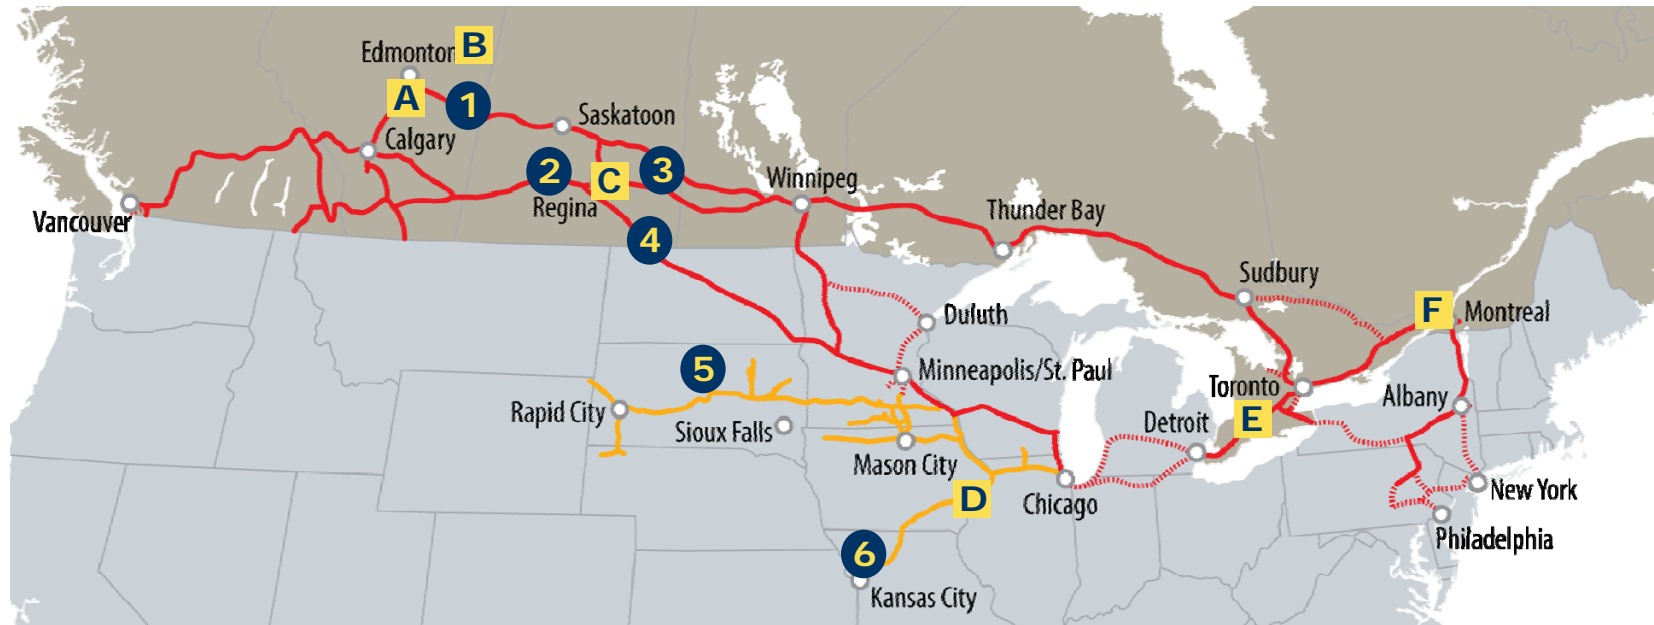 Edmonton
B
A
1
Saskatoon
Calgary
2
3
C
Winnipeg
Regina
Vancouver
Thunder Bay
4
Sudbury
Duluth
F
Montreal
5
Minneapolis/St. Paul
Toronto
Albany
Rapid City
Sioux Falls
E
Detroit
Mason City
D
Chicago
New York
Philadelphia
6
Kansas City